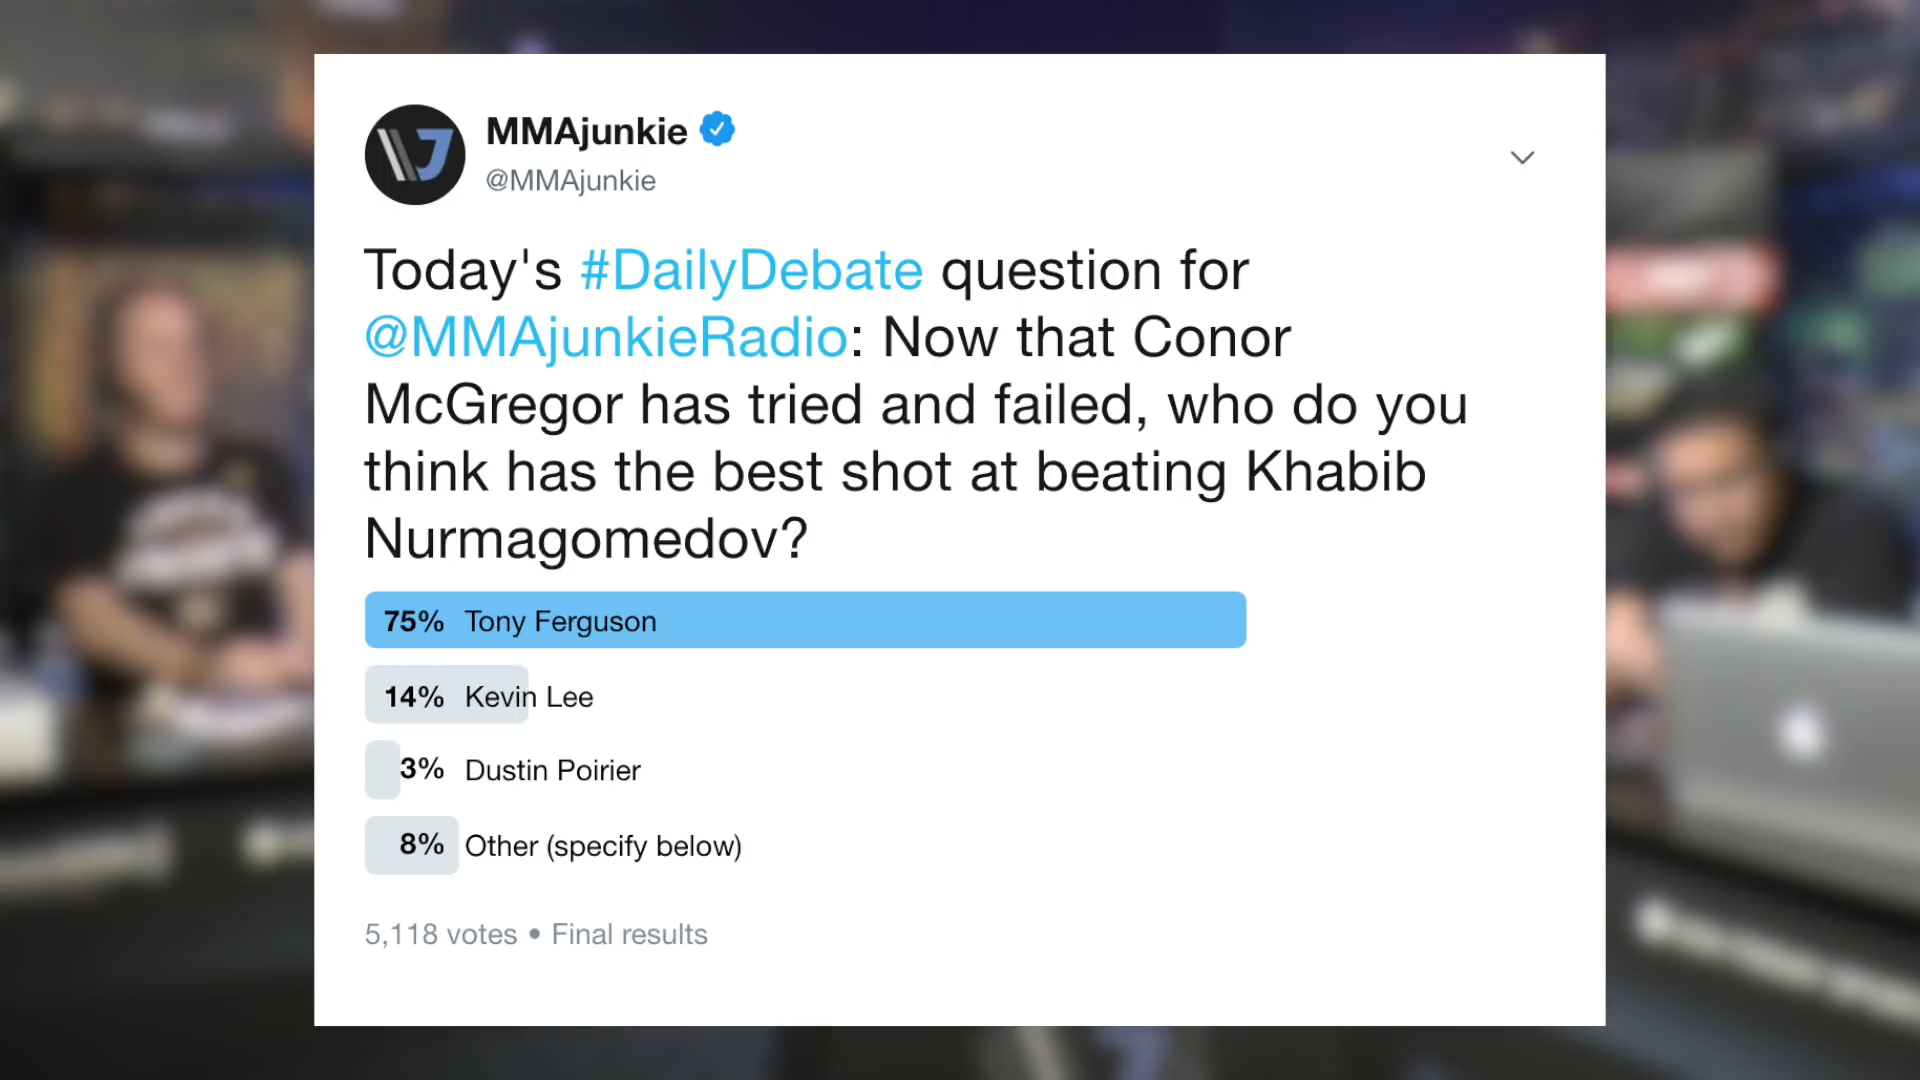 MMAjunkie
@MMAjunkie
Today's #DailyDebate question for
@MMAjunkieRadio: Now that Conor
McGregor has tried and failed, who do you
think has the best shot at beating Khabib
Nurmagomedov?
75% Tony Ferguson
14% Kevin Lee
3% Dustin Poirier
8% Other (specify below)
5,118 votes • Final results